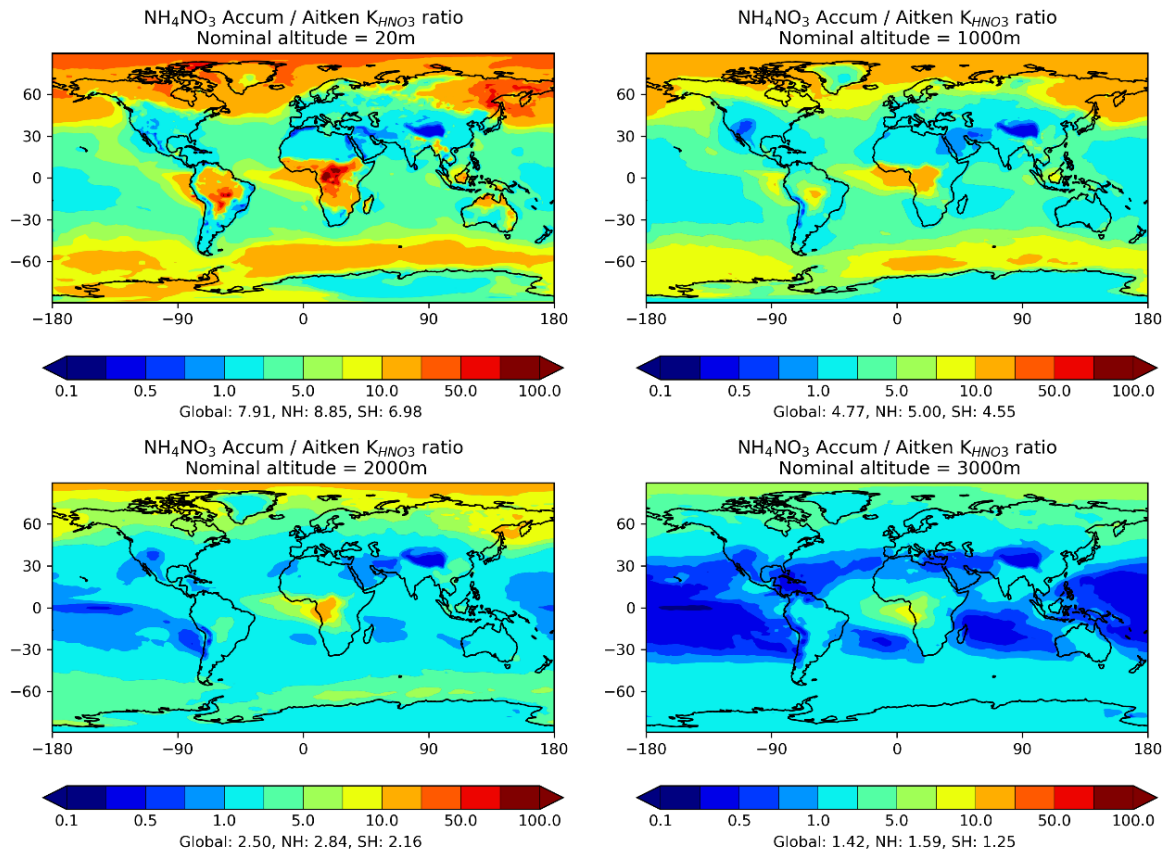 NH₄NO₃ Accum / Aitken K_HNO3 ratio
Nominal altitude = 20m
60
30
0
−30
−60
−180 −90 0 90 180
0.1 0.5 1.0 5.0 10.0 50.0 100.0
Global: 7.91, NH: 8.85, SH: 6.98
NH₄NO₃ Accum / Aitken K_HNO3 ratio
Nominal altitude = 1000m
60
30
0
−30
−60
−180 −90 0 90 180
0.1 0.5 1.0 5.0 10.0 50.0 100.0
Global: 4.77, NH: 5.00, SH: 4.55
NH₄NO₃ Accum / Aitken K_HNO3 ratio
Nominal altitude = 2000m
60
30
0
−30
−60
−180 −90 0 90 180
0.1 0.5 1.0 5.0 10.0 50.0 100.0
Global: 2.50, NH: 2.84, SH: 2.16
NH₄NO₃ Accum / Aitken K_HNO3 ratio
Nominal altitude = 3000m
60
30
0
−30
−60
−180 −90 0 90 180
0.1 0.5 1.0 5.0 10.0 50.0 100.0
Global: 1.42, NH: 1.59, SH: 1.25